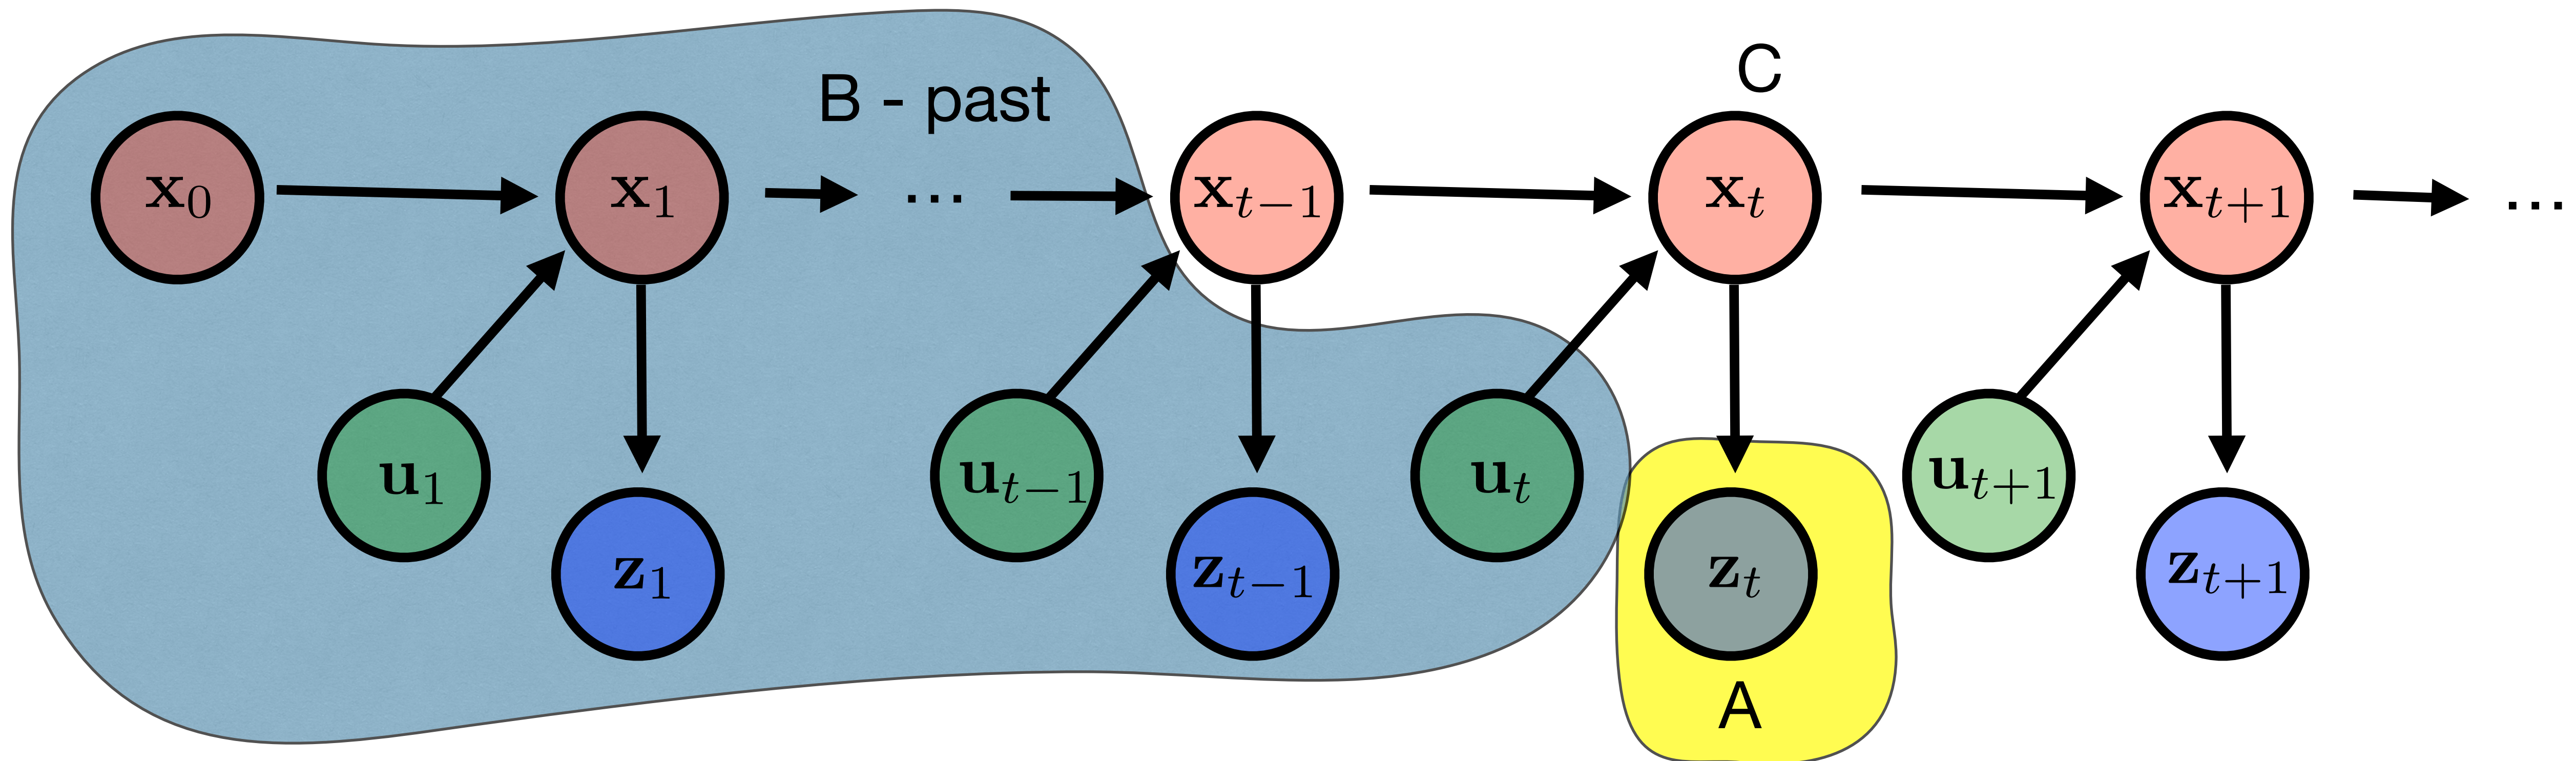 C
B - past
x₀ x₁ ... xₜ₋₁ xₜ xₜ₊₁ ...
u₁ uₜ₋₁ uₜ uₜ₊₁
z₁ zₜ₋₁ zₜ zₜ₊₁
A